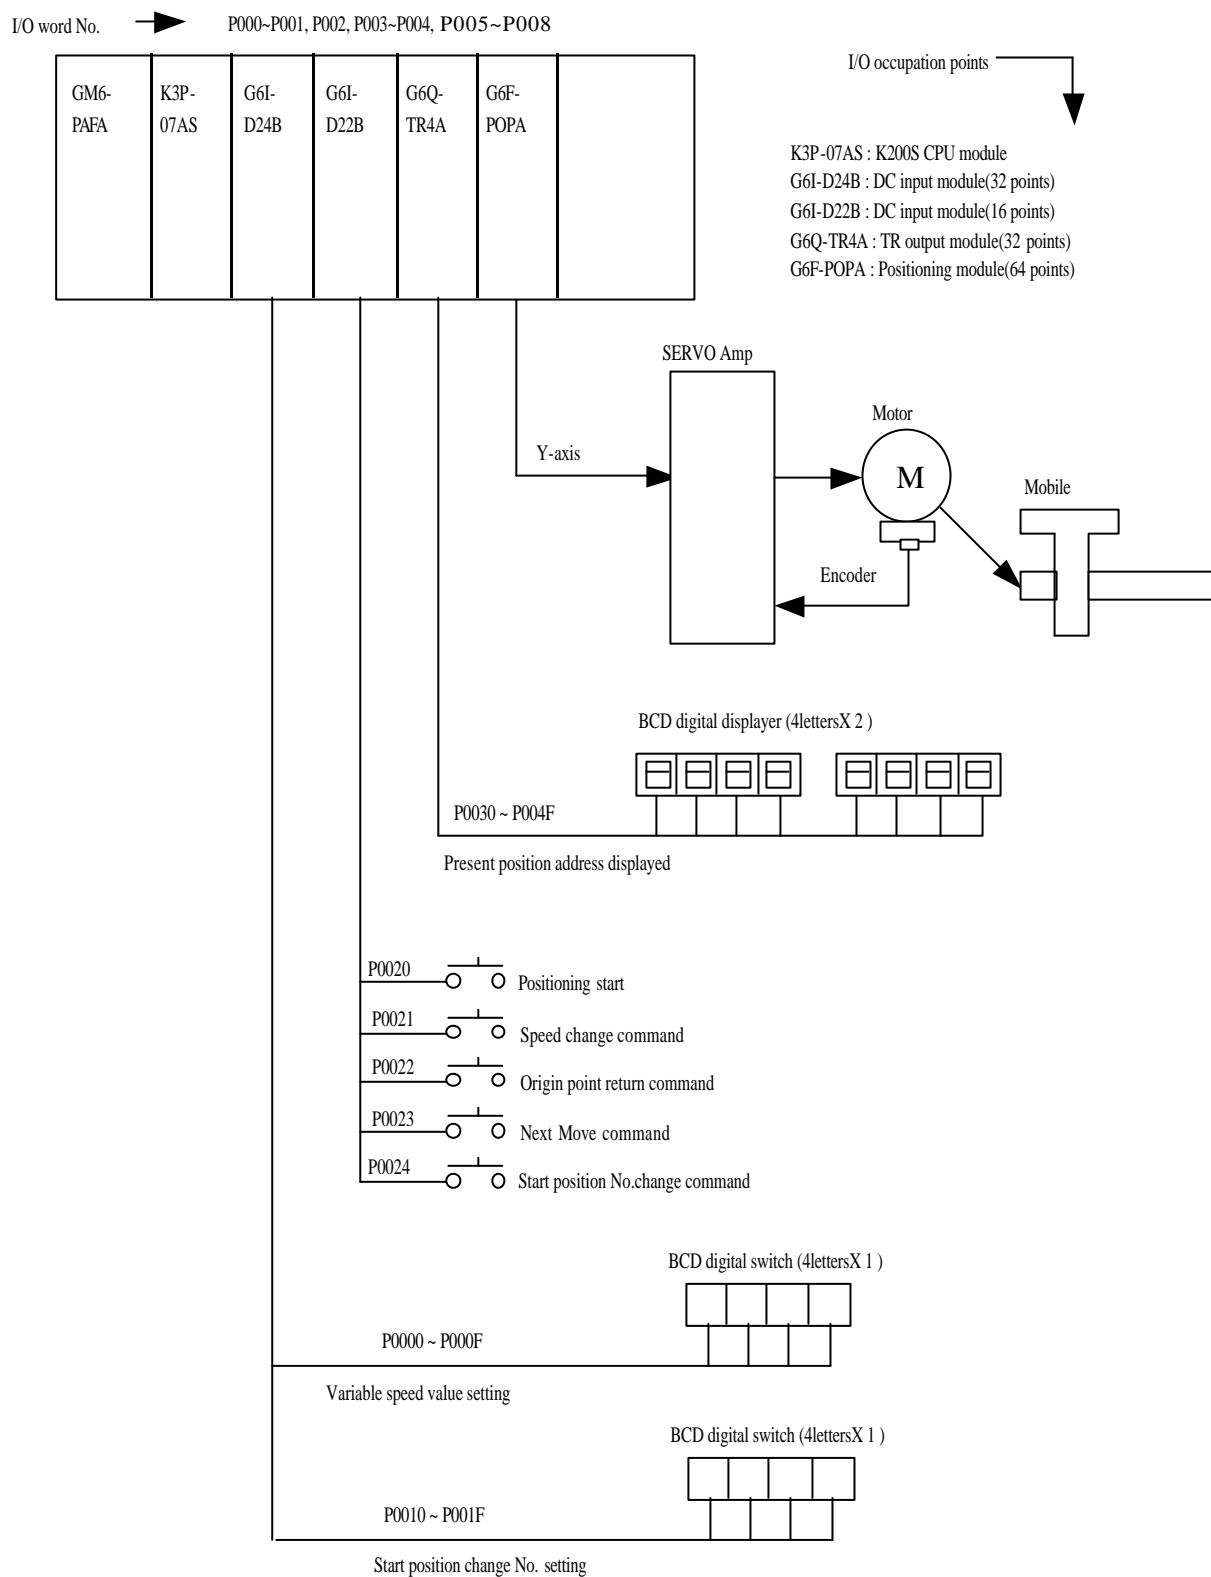 I/O word No.
P000~P001, P002, P003~P004, P005~P008
I/O occupation points
GM6-
PAFA
K3P-
07AS
G6I-
D24B
G6I-
D22B
G6Q-
TR4A
G6F-
POPA
K3P-07AS : K200S CPU module
G6I-D24B : DC input module(32 points)
G6I-D22B : DC input module(16 points)
G6Q-TR4A : TR output module(32 points)
G6F-POPA : Positioning module(64 points)
SERVO Amp
Motor
Y-axis
M
Mobile
Encoder
BCD digital displayer (4lettersX 2 )
P0030 ~ P004F
Present position address displayed
P0020
Positioning start
P0021
Speed change command
P0022
Origin point return command
P0023
Next Move command
P0024
Start position No.change command
BCD digital switch (4lettersX 1 )
P0000 ~ P000F
Variable speed value setting
BCD digital switch (4lettersX 1 )
P0010 ~ P001F
Start position change No. setting